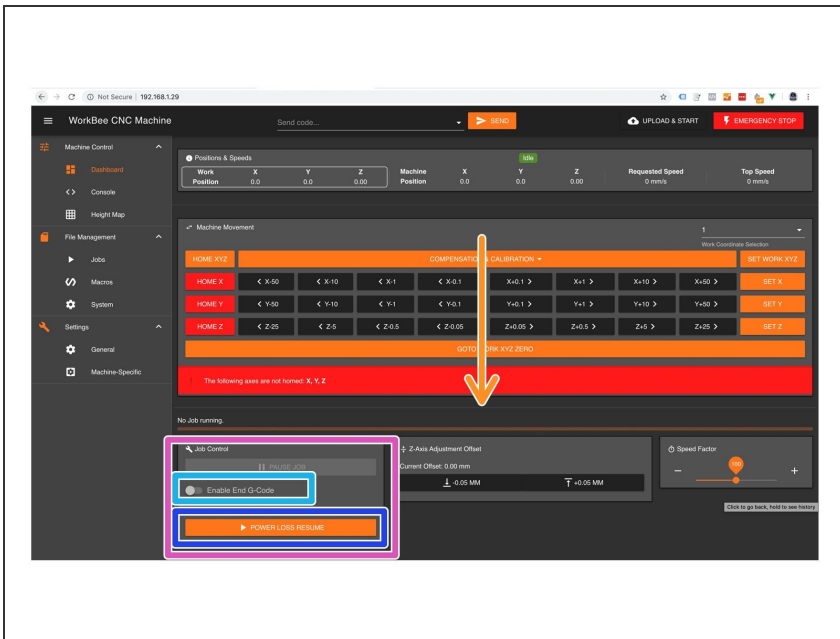 Not Secure | 192.168.1.29
WorkBee CNC Machine
Send code...
SEND
UPLOAD & START
EMERGENCY STOP
Machine Control
Dashboard
Console
Height Map
File Management
Jobs
Macros
System
Settings
General
Machine-Specific
Positions & Speeds
Idle
Work X Y Z Machine X Y Z Requested Speed Top Speed
Position 0.0 0.0 0.00 Position 0.0 0.0 0.00 0 mm/s 0 mm/s
Machine Movement
1
Work Coordinate Selection
HOME XYZ COMPENSATION & CALIBRATION SET WORK XYZ
HOME X < X-50 < X-10 < X-1 < X-0.1 X+0.1 > X+1 > X+10 > X+50 > SET X
HOME Y < Y-50 < Y-10 < Y-1 < Y-0.1 Y+0.1 > Y+1 > Y+10 > Y+50 > SET Y
HOME Z < Z-25 < Z-5 < Z-0.5 < Z-0.05 Z+0.05 > Z+0.5 > Z+5 > Z+25 > SET Z
GOTO WORK XYZ ZERO
! The following axes are not homed: X, Y, Z
No Job running.
Job Control
PAUSE JOB
Enable End G-Code
POWER LOSS RESUME
Z-Axis Adjustment Offset
Current Offset: 0.00 mm
-0.05 MM +0.05 MM
Speed Factor
100
− +
Click to go back, hold to see history